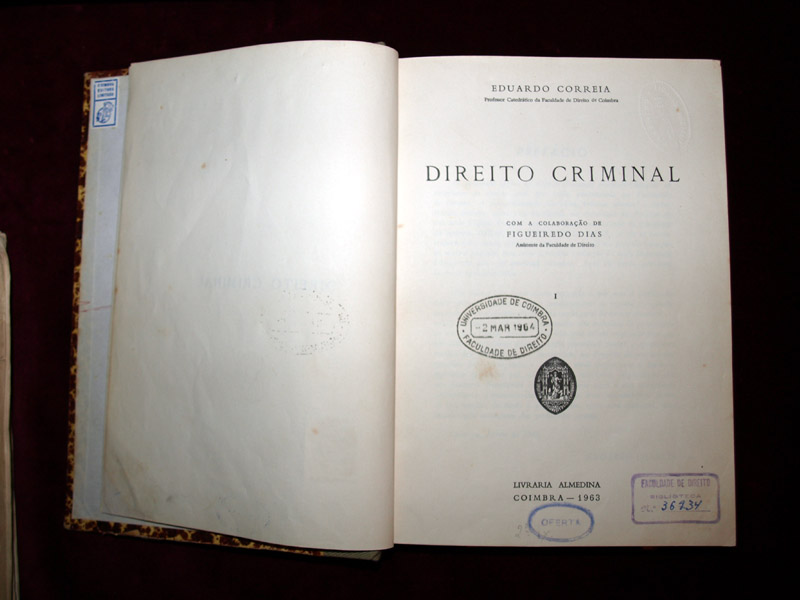 EDUARDO CORREIA
Professor Catedrático da Faculdade de Direito de Coimbra
DIREITO CRIMINAL
COM A COLABORAÇÃO DE
FIGUEIREDO DIAS
Assistente da Faculdade de Direito
I
UNIVERSIDADE DE COIMBRA
-2 MAR 1964
FACULDADE DE DIREITO
LIVRARIA ALMEDINA
COIMBRA — 1963
OFERTA
FACULDADE DE DIREITO
BIBLIOTECA
N.º 36934